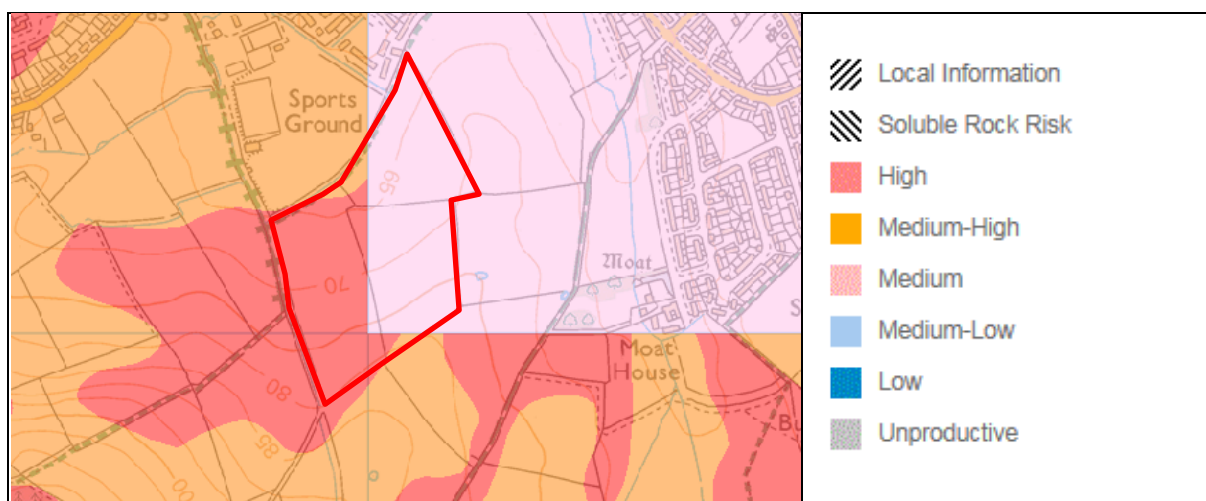 85
Sports
Ground
65
70
Moat
80
Moat
House
85
Local Information
Soluble Rock Risk
High
Medium-High
Medium
Medium-Low
Low
Unproductive